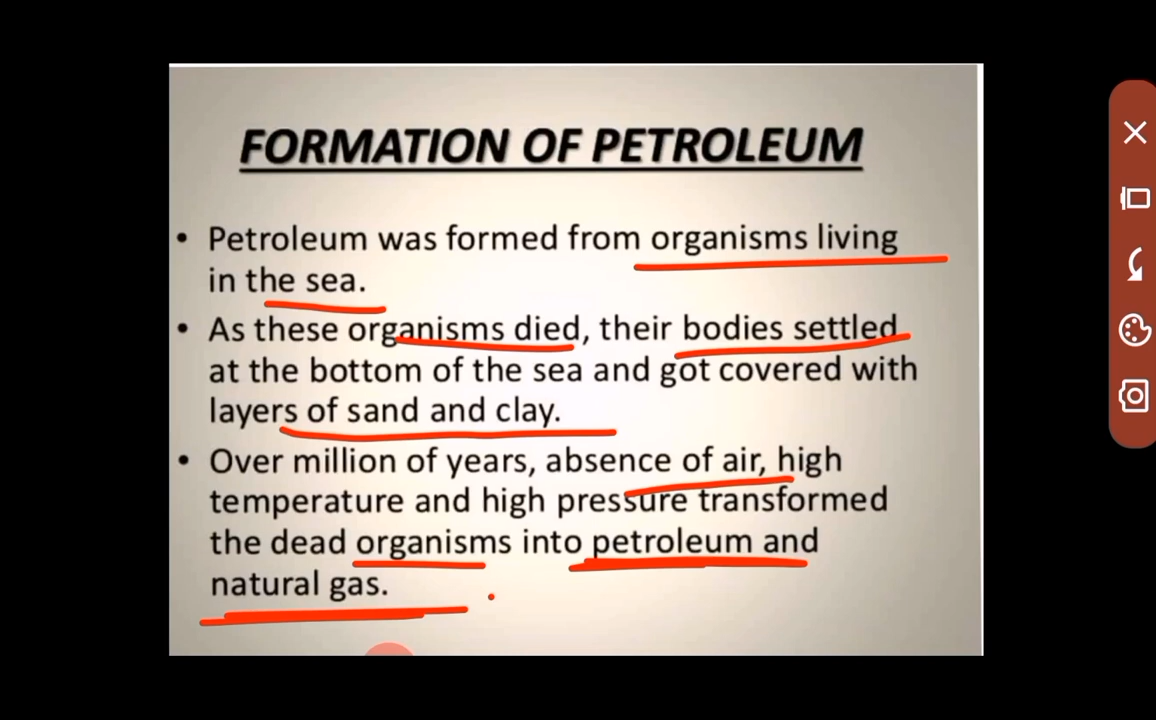 FORMATION OF PETROLEUM
• Petroleum was formed from organisms living
in the sea.
• As these organisms died, their bodies settled
at the bottom of the sea and got covered with
layers of sand and clay.
• Over million of years, absence of air, high
temperature and high pressure transformed
the dead organisms into petroleum and
natural gas.